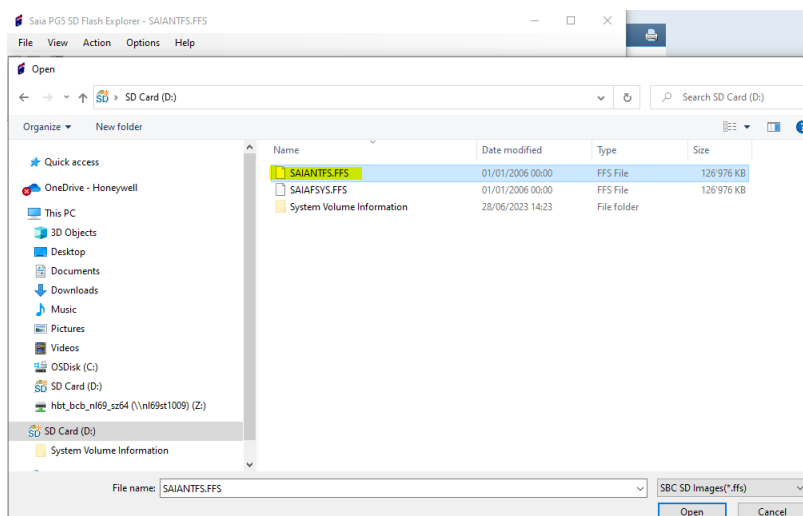 Saia PG5 SD Flash Explorer - SAIANTFS.FFS
File View Action Options Help
Open
SD > SD Card (D:)
Search SD Card (D:)
Organize New folder
Name Date modified Type Size
Quick access
OneDrive - Honeywell
This PC
3D Objects
Desktop
Documents
Downloads
Music
Pictures
Videos
OSDisk (C:)
SD SD Card (D:)
hbt_bcb_nl69_sz64 (\\nl69st1009) (Z:)
SD SD Card (D:)
System Volume Information
SAIANTFS.FFS 01/01/2006 00:00 FFS File 126'976 KB
SAIAFSYS.FFS 01/01/2006 00:00 FFS File 126'976 KB
System Volume Information 28/06/2023 14:23 File folder
File name: SAIANTFS.FFS SBC SD Images(*.ffs)
Open Cancel